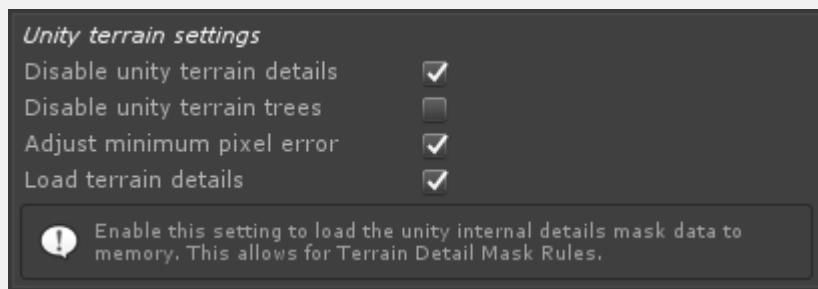 Unity terrain settings
Disable unity terrain details
Disable unity terrain trees
Adjust minimum pixel error
Load terrain details
Enable this setting to load the unity internal details mask data to
memory. This allows for Terrain Detail Mask Rules.